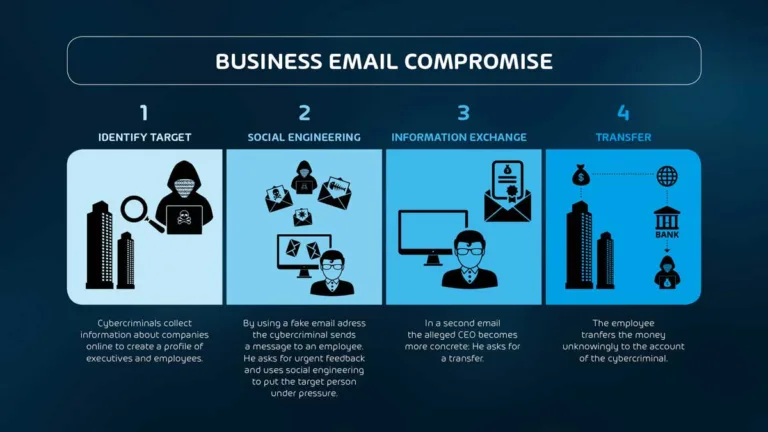 BUSINESS EMAIL COMPROMISE
1
IDENTIFY TARGET
2
SOCIAL ENGINEERING
3
INFORMATION EXCHANGE
4
TRANSFER
$
BANK
Cybercriminals collect
information about companies
online to create a profile of
executives and employees.
By using a fake email adress
the cybercriminal sends
a message to an employee.
He asks for urgent feedback
and uses social engineering
to put the target person
under pressure.
In a second email
the alleged CEO becomes
more concrete: He asks for
a transfer.
The employee
tranfers the money
unknowingly to the account
of the cybercriminal.